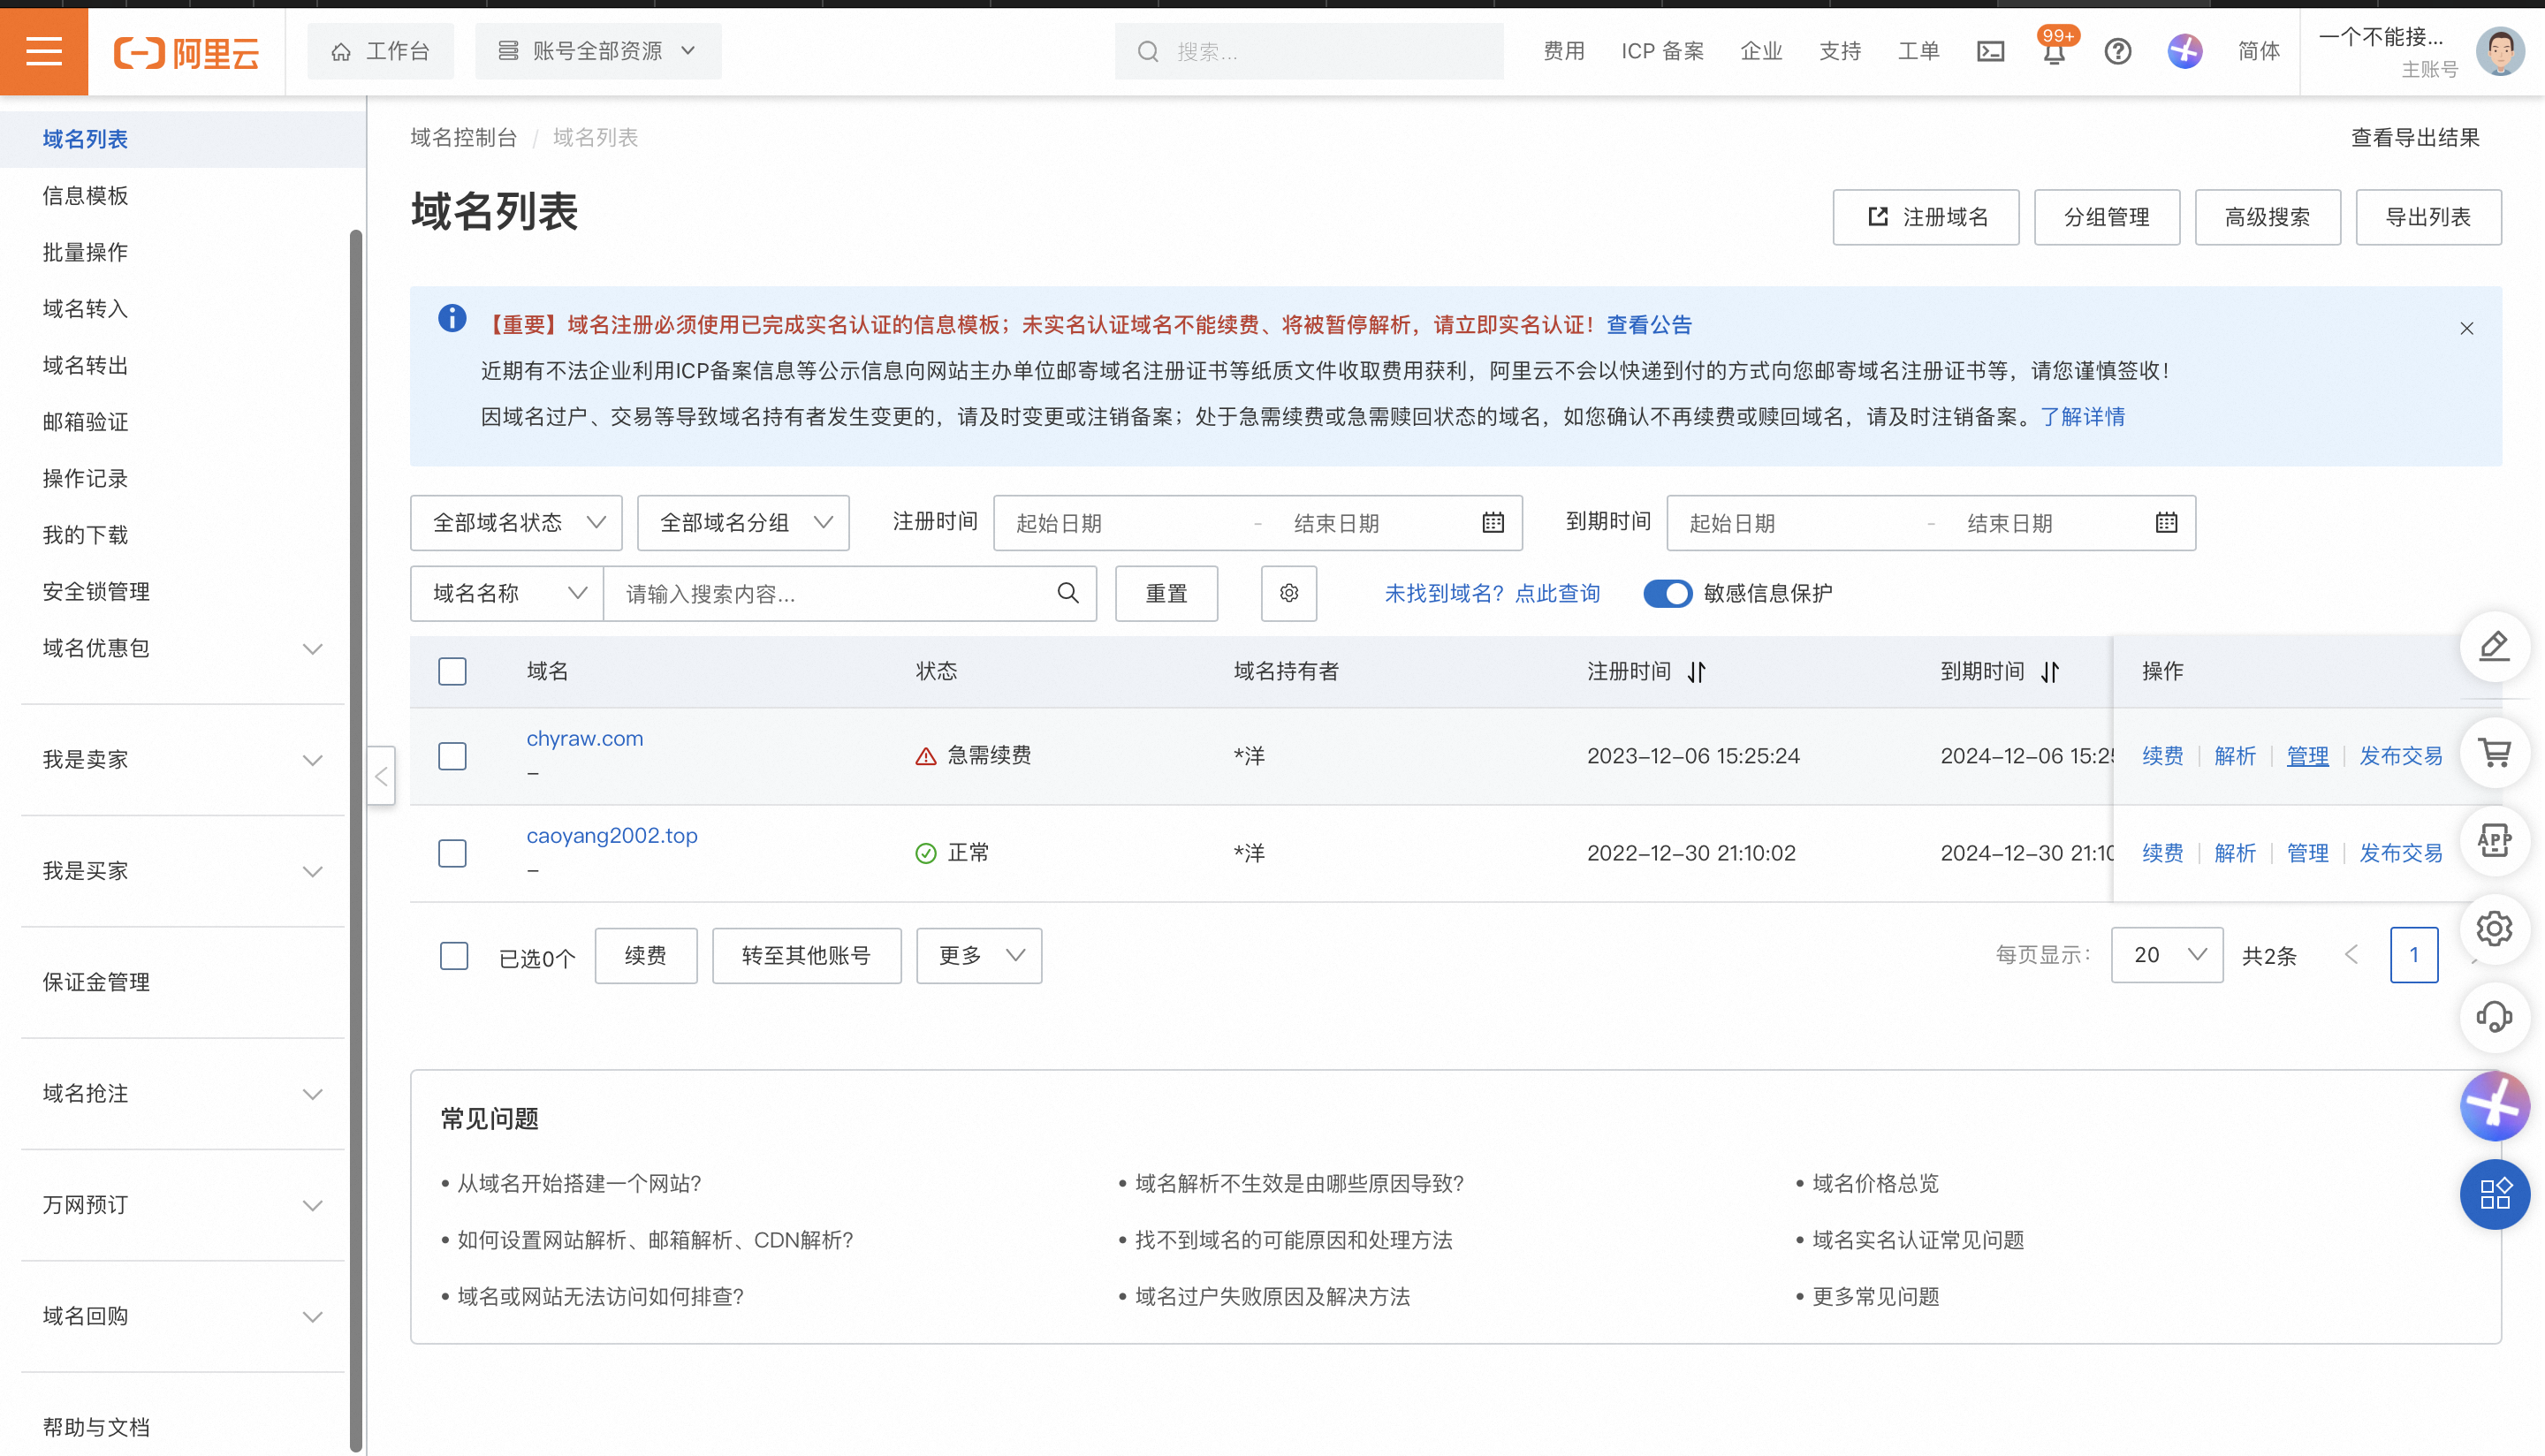 阿里云
工作台
账号全部资源
搜索...
费用
ICP 备案
企业
支持
工单
99+
简体
一个不能接...
主账号
域名列表
信息模板
批量操作
域名转入
域名转出
邮箱验证
操作记录
我的下载
安全锁管理
域名优惠包
我是卖家
我是买家
保证金管理
域名抢注
万网预订
域名回购
帮助与文档
域名控制台 / 域名列表
查看导出结果
域名列表
注册域名
分组管理
高级搜索
导出列表
【重要】域名注册必须使用已完成实名认证的信息模板；未实名认证域名不能续费、将被暂停解析，请立即实名认证！查看公告
近期有不法企业利用ICP备案信息等公示信息向网站主办单位邮寄域名注册证书等纸质文件收取费用获利，阿里云不会以快递到付的方式向您邮寄域名注册证书等，请您谨慎签收！
因域名过户、交易等导致域名持有者发生变更的，请及时变更或注销备案；处于急需续费或急需赎回状态的域名，如您确认不再续费或赎回域名，请及时注销备案。了解详情
全部域名状态
全部域名分组
注册时间
起始日期 - 结束日期
到期时间
起始日期 - 结束日期
域名名称
请输入搜索内容...
重置
未找到域名？点此查询
敏感信息保护
域名 状态 域名持有者 注册时间 到期时间 操作
chyraw.com
–
急需续费 *洋 2023-12-06 15:25:24 2024-12-06 15:25 续费 解析 管理 发布交易
caoyang2002.top
–
正常 *洋 2022-12-30 21:10:02 2024-12-30 21:10 续费 解析 管理 发布交易
已选0个
续费
转至其他账号
更多
每页显示：
20
共2条
1
APP
常见问题
• 从域名开始搭建一个网站?
• 域名解析不生效是由哪些原因导致?
• 域名价格总览
• 如何设置网站解析、邮箱解析、CDN解析?
• 找不到域名的可能原因和处理方法
• 域名实名认证常见问题
• 域名或网站无法访问如何排查?
• 域名过户失败原因及解决方法
• 更多常见问题